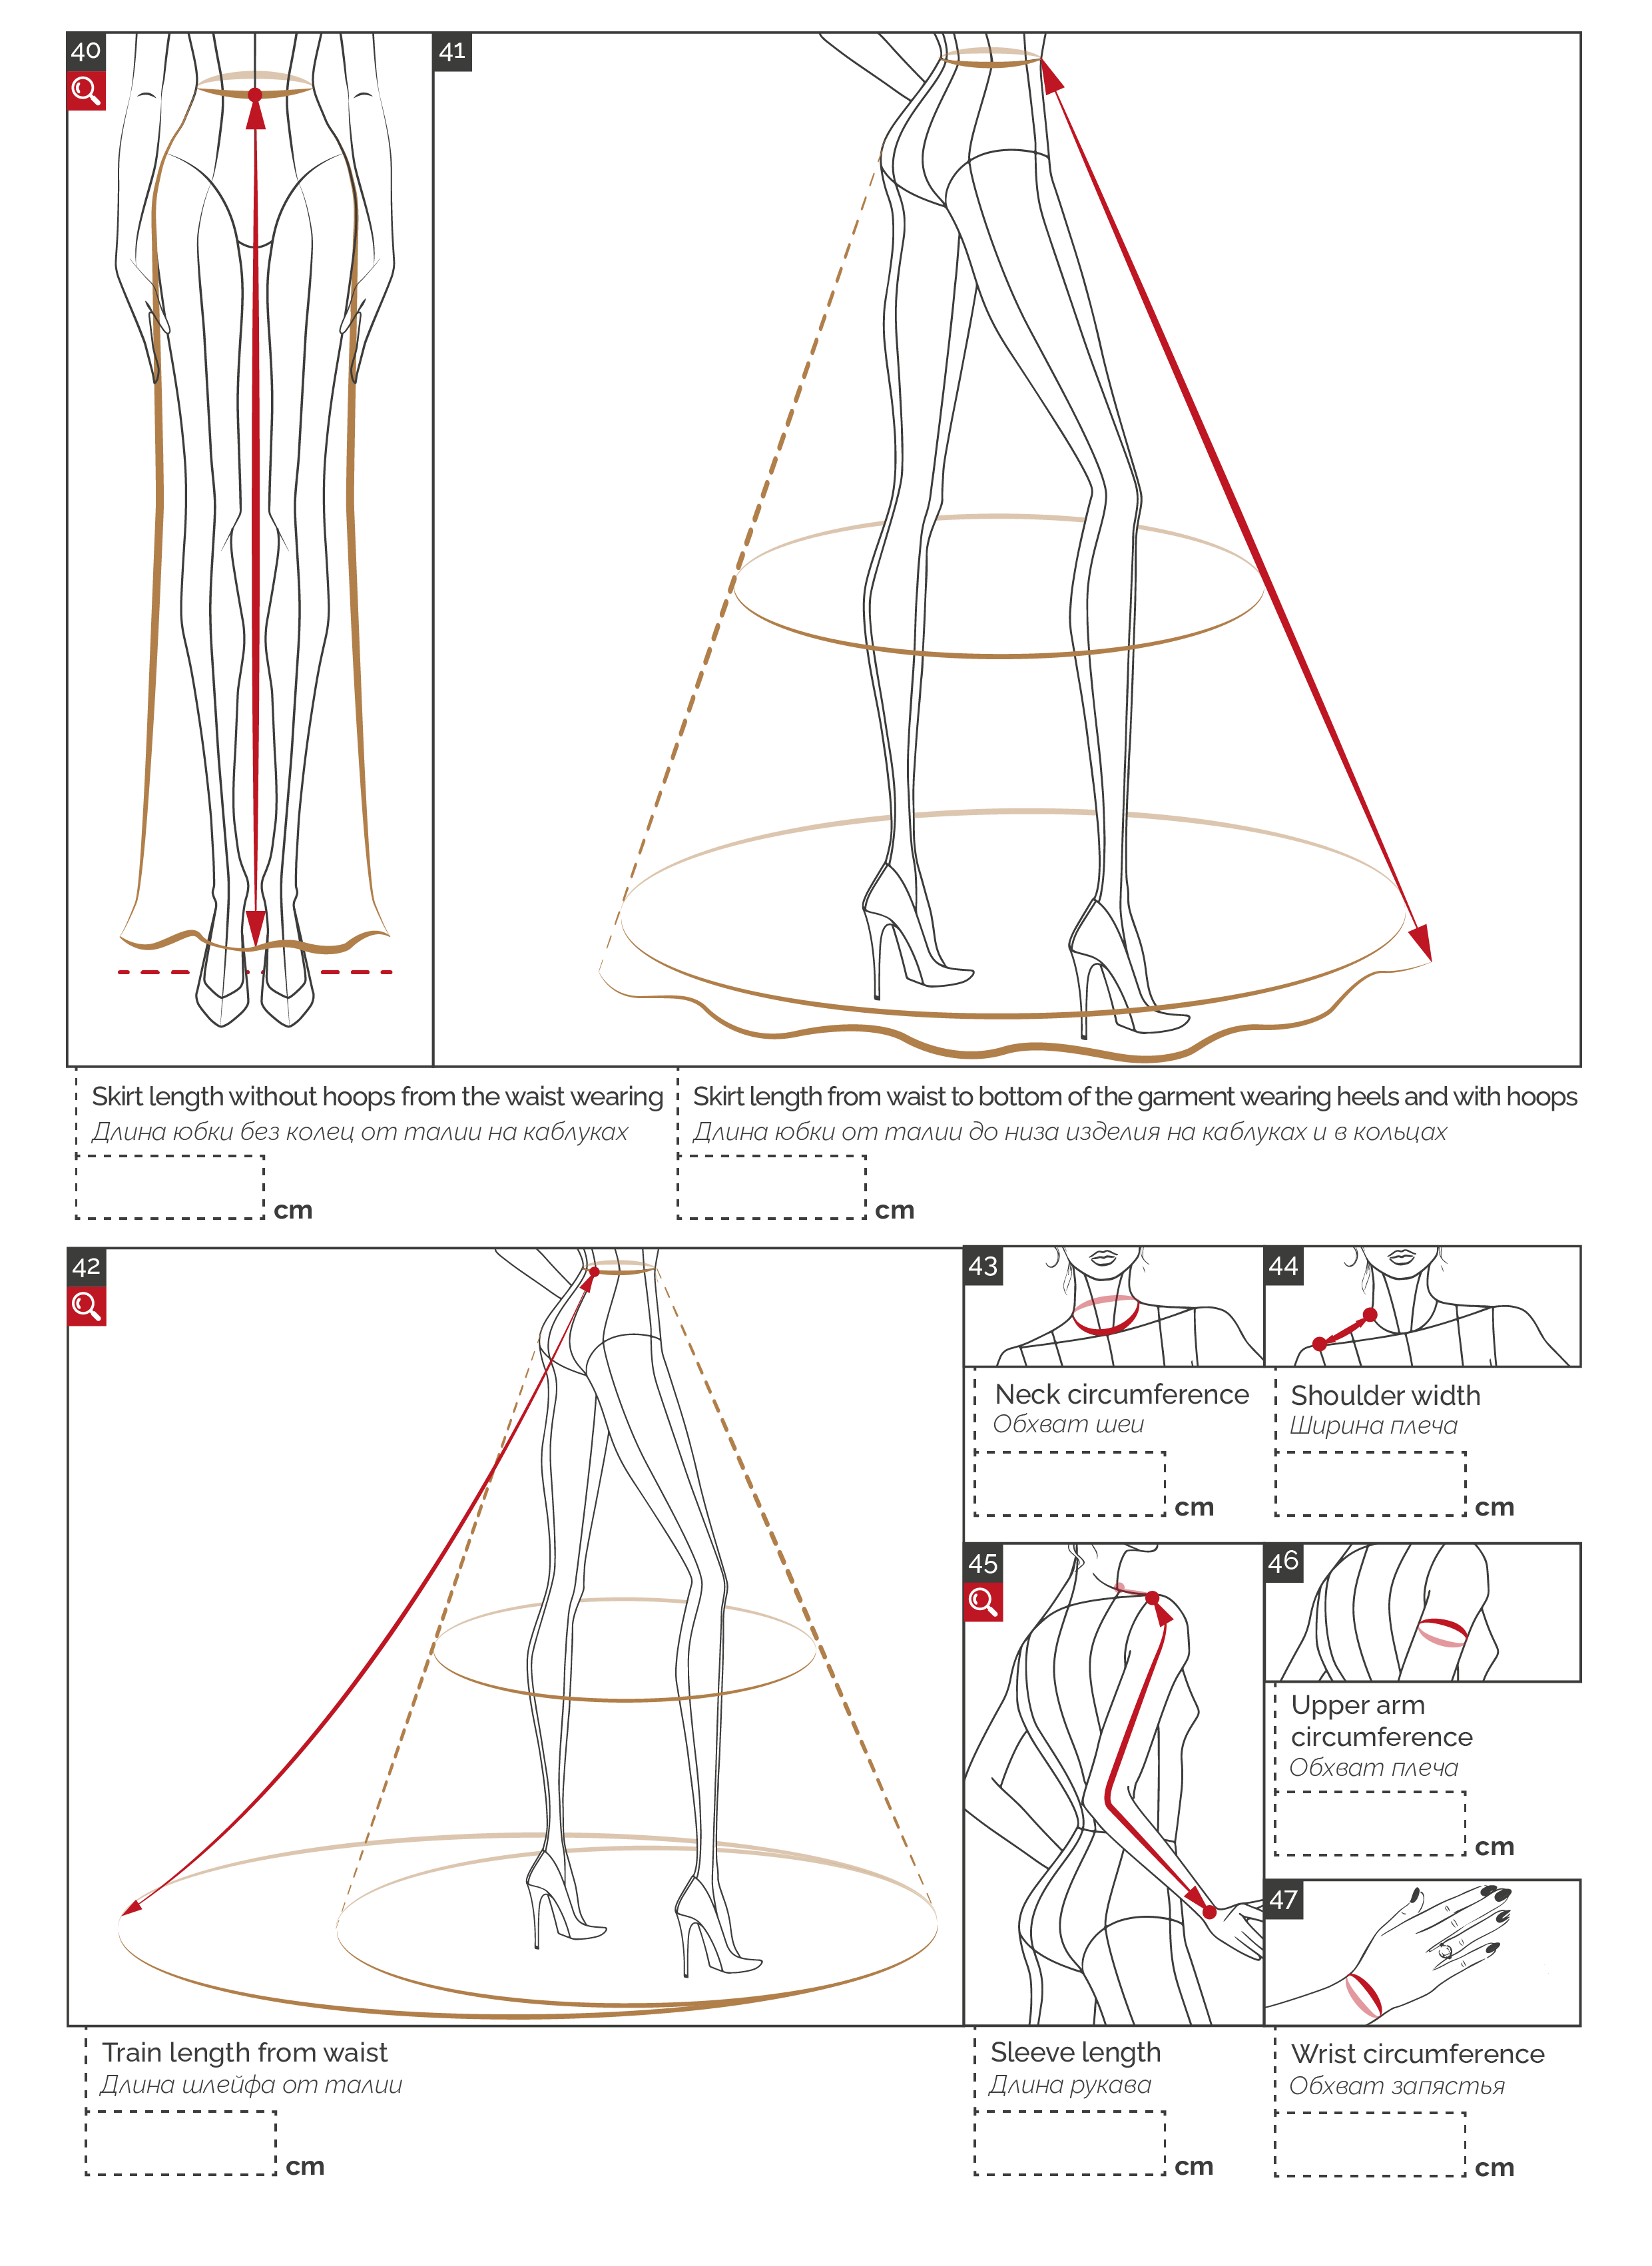 40
41
Skirt length without hoops from the waist wearing
Длина юбки без колец от талии на каблуках
cm
Skirt length from waist to bottom of the garment wearing heels and with hoops
Длина юбки от талии до низа изделия на каблуках и в кольцах
cm
42
43
44
Neck circumference
Обхват шеи
cm
Shoulder width
Ширина плеча
cm
45
46
Upper arm
circumference
Обхват плеча
cm
47
Train length from waist
Длина шлейфа от талии
cm
Sleeve length
Длина рукава
cm
Wrist circumference
Обхват запястья
cm